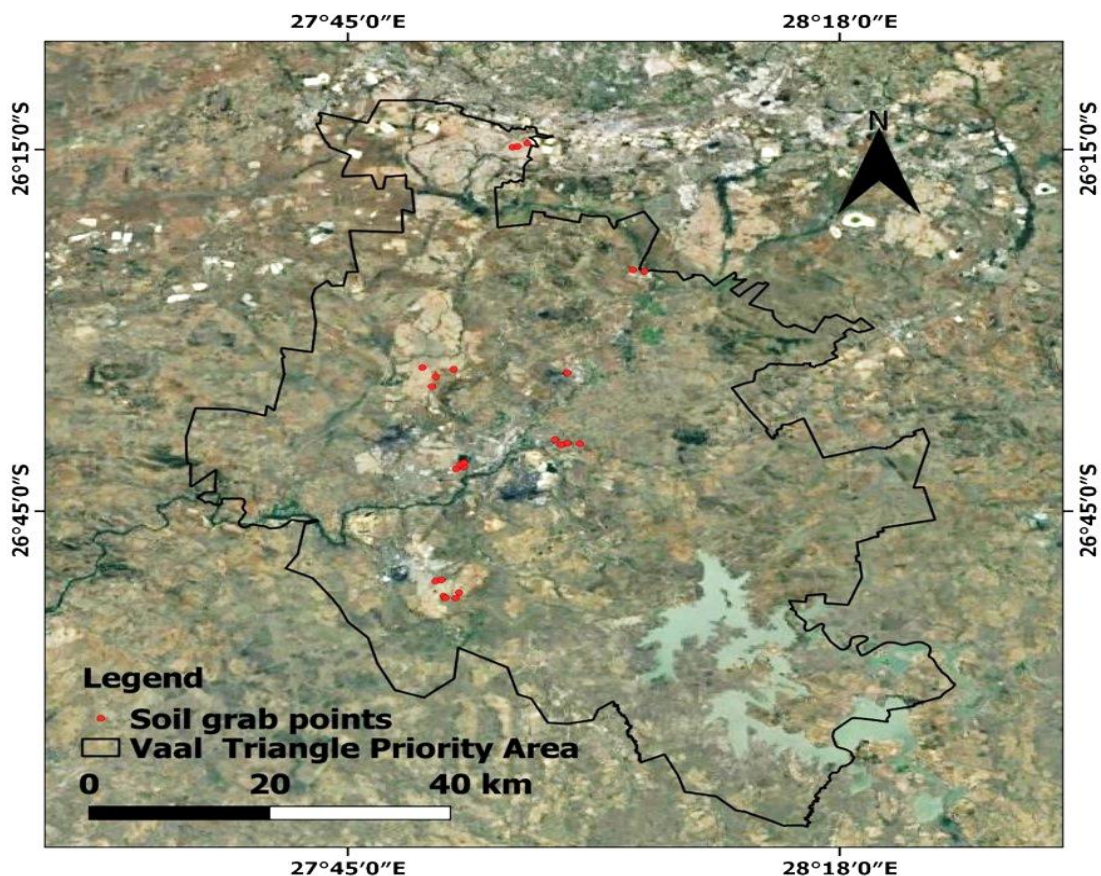 27°45′0″E 28°18′0″E
26°15′0″S 26°15′0″S
N
26°45′0″S 26°45′0″S
Legend
Soil grab points
Vaal Triangle Priority Area
0 20 40 km
27°45′0″E 28°18′0″E